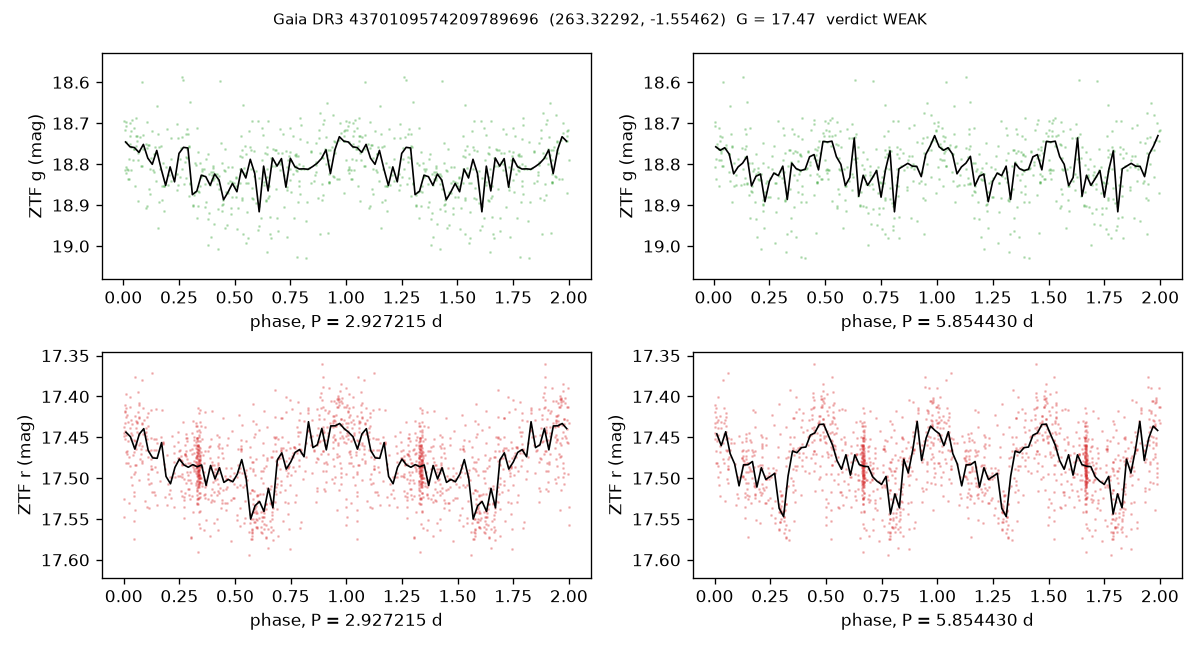 Gaia DR3 4370109574209789696  (263.32292, -1.55462)  G = 17.47  verdict WEAK
ZTF g (mag)
18.6
18.7
18.8
18.9
19.0
0.00 0.25 0.50 0.75 1.00 1.25 1.50 1.75 2.00
phase, P = 2.927215 d
ZTF g (mag)
18.6
18.7
18.8
18.9
19.0
0.00 0.25 0.50 0.75 1.00 1.25 1.50 1.75 2.00
phase, P = 5.854430 d
ZTF r (mag)
17.35
17.40
17.45
17.50
17.55
17.60
0.00 0.25 0.50 0.75 1.00 1.25 1.50 1.75 2.00
phase, P = 2.927215 d
ZTF r (mag)
17.35
17.40
17.45
17.50
17.55
17.60
0.00 0.25 0.50 0.75 1.00 1.25 1.50 1.75 2.00
phase, P = 5.854430 d